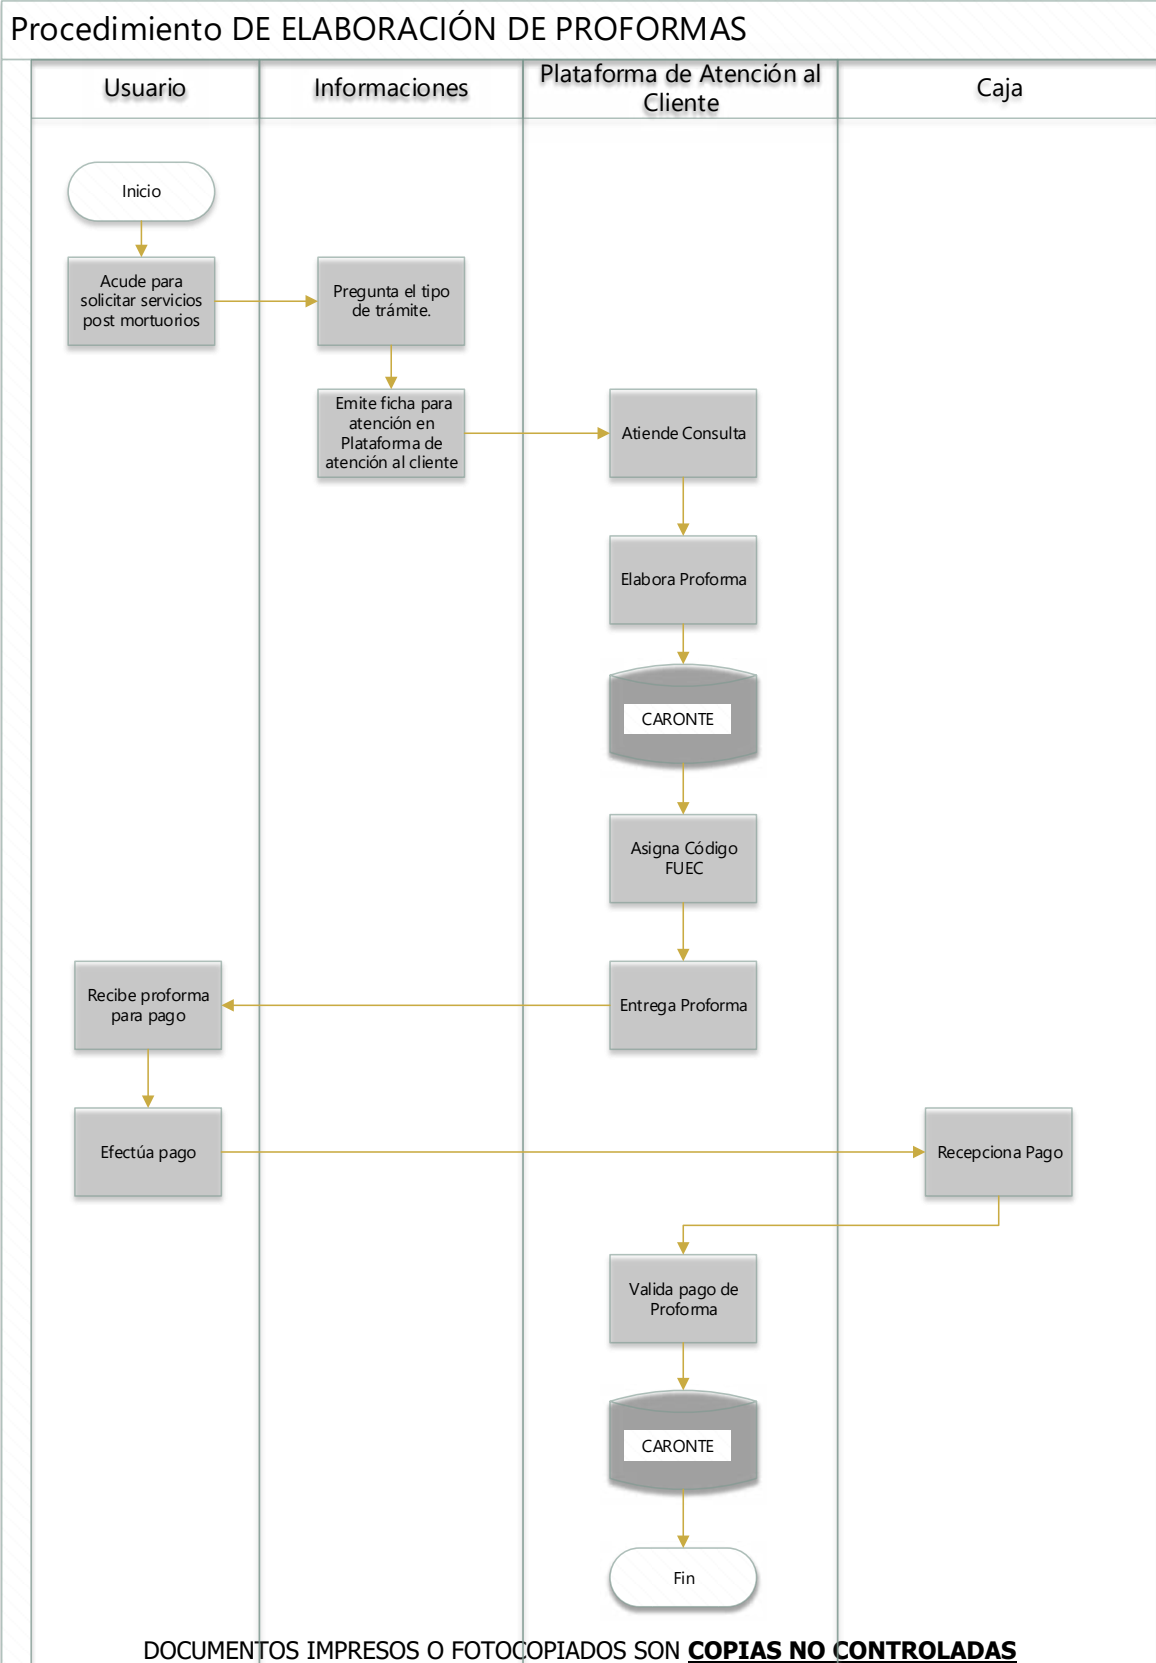 Procedimiento DE ELABORACIÓN DE PROFORMAS
Usuario
Informaciones
Plataforma de Atención al
Cliente
Caja
Inicio
Acude para
solicitar servicios
post mortuorios
Pregunta el tipo
de trámite.
Emite ficha para
atención en
Plataforma de
atención al cliente
Atiende Consulta
Elabora Proforma
CARONTE
Asigna Código
FUEC
Entrega Proforma
Recibe proforma
para pago
Efectúa pago
Recepciona Pago
Valida pago de
Proforma
CARONTE
Fin
DOCUMENTOS IMPRESOS O FOTOCOPIADOS SON COPIAS NO CONTROLADAS